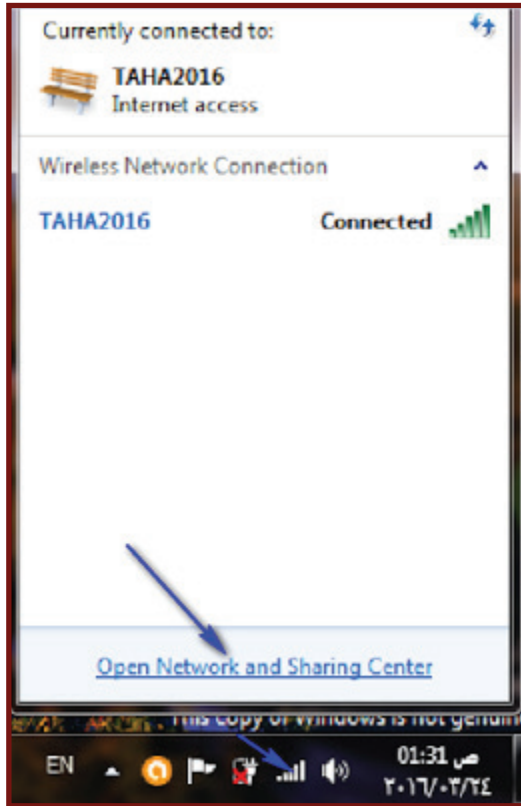 Currently connected to:
TAHA2016
Internet access
Wireless Network Connection
TAHA2016 Connected
Open Network and Sharing Center
This copy of Windows is not genuin
EN 01:31 ص
٢٠١٦/٠٣/٢٤